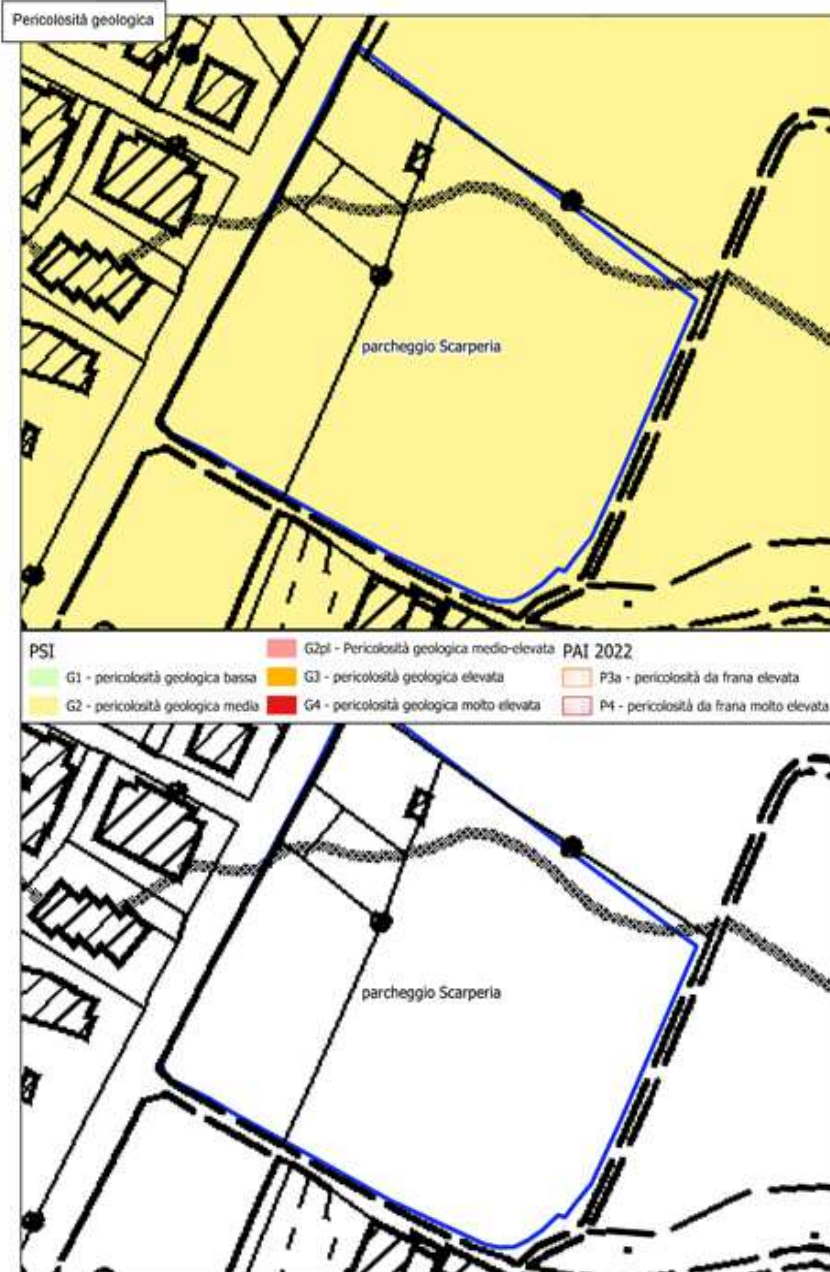 Pericolosità geologica
parcheggio Scarperia
PSI
G1 - pericolosità geologica bassa
G2 - pericolosità geologica media
G2pl - Pericolosità geologica medio-elevata
G3 - pericolosità geologica elevata
G4 - pericolosità geologica molto elevata
PAI 2022
P3a - pericolosità da frana elevata
P4 - pericolosità da frana molto elevata
parcheggio Scarperia